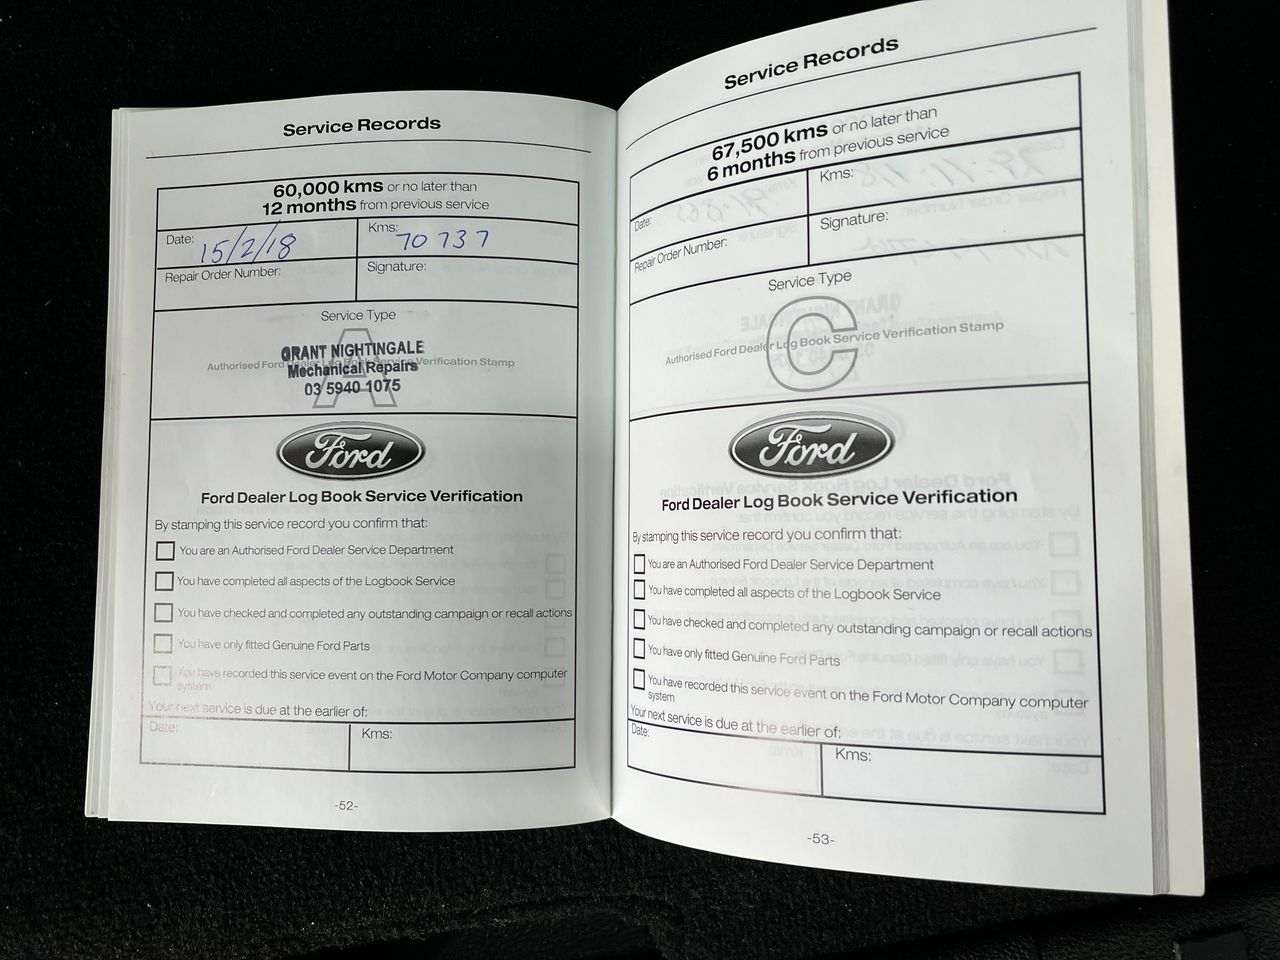 Service Records
60,000 kms or no later than
12 months from previous service
Date: 15/2/18
Kms: 70 737
Repair Order Number:
Signature:
Service Type
A
Authorised Ford Dealer Log Book Service Verification Stamp
GRANT NIGHTINGALE
Mechanical Repairs
03 5940 1075
Ford
Ford Dealer Log Book Service Verification
By stamping this service record you confirm that:
You are an Authorised Ford Dealer Service Department
You have completed all aspects of the Logbook Service
You have checked and completed any outstanding campaign or recall actions
You have only fitted Genuine Ford Parts
You have recorded this service event on the Ford Motor Company computer
system
Your next service is due at the earlier of:
Date:
Kms:
-52-
Service Records
67,500 kms or no later than
6 months from previous service
Date:
Kms:
Repair Order Number:
Signature:
Service Type
C
Authorised Ford Dealer Log Book Service Verification Stamp
Ford
Ford Dealer Log Book Service Verification
By stamping this service record you confirm that:
You are an Authorised Ford Dealer Service Department
You have completed all aspects of the Logbook Service
You have checked and completed any outstanding campaign or recall actions
You have only fitted Genuine Ford Parts
You have recorded this service event on the Ford Motor Company computer
system
Your next service is due at the earlier of:
Date:
Kms:
-53-